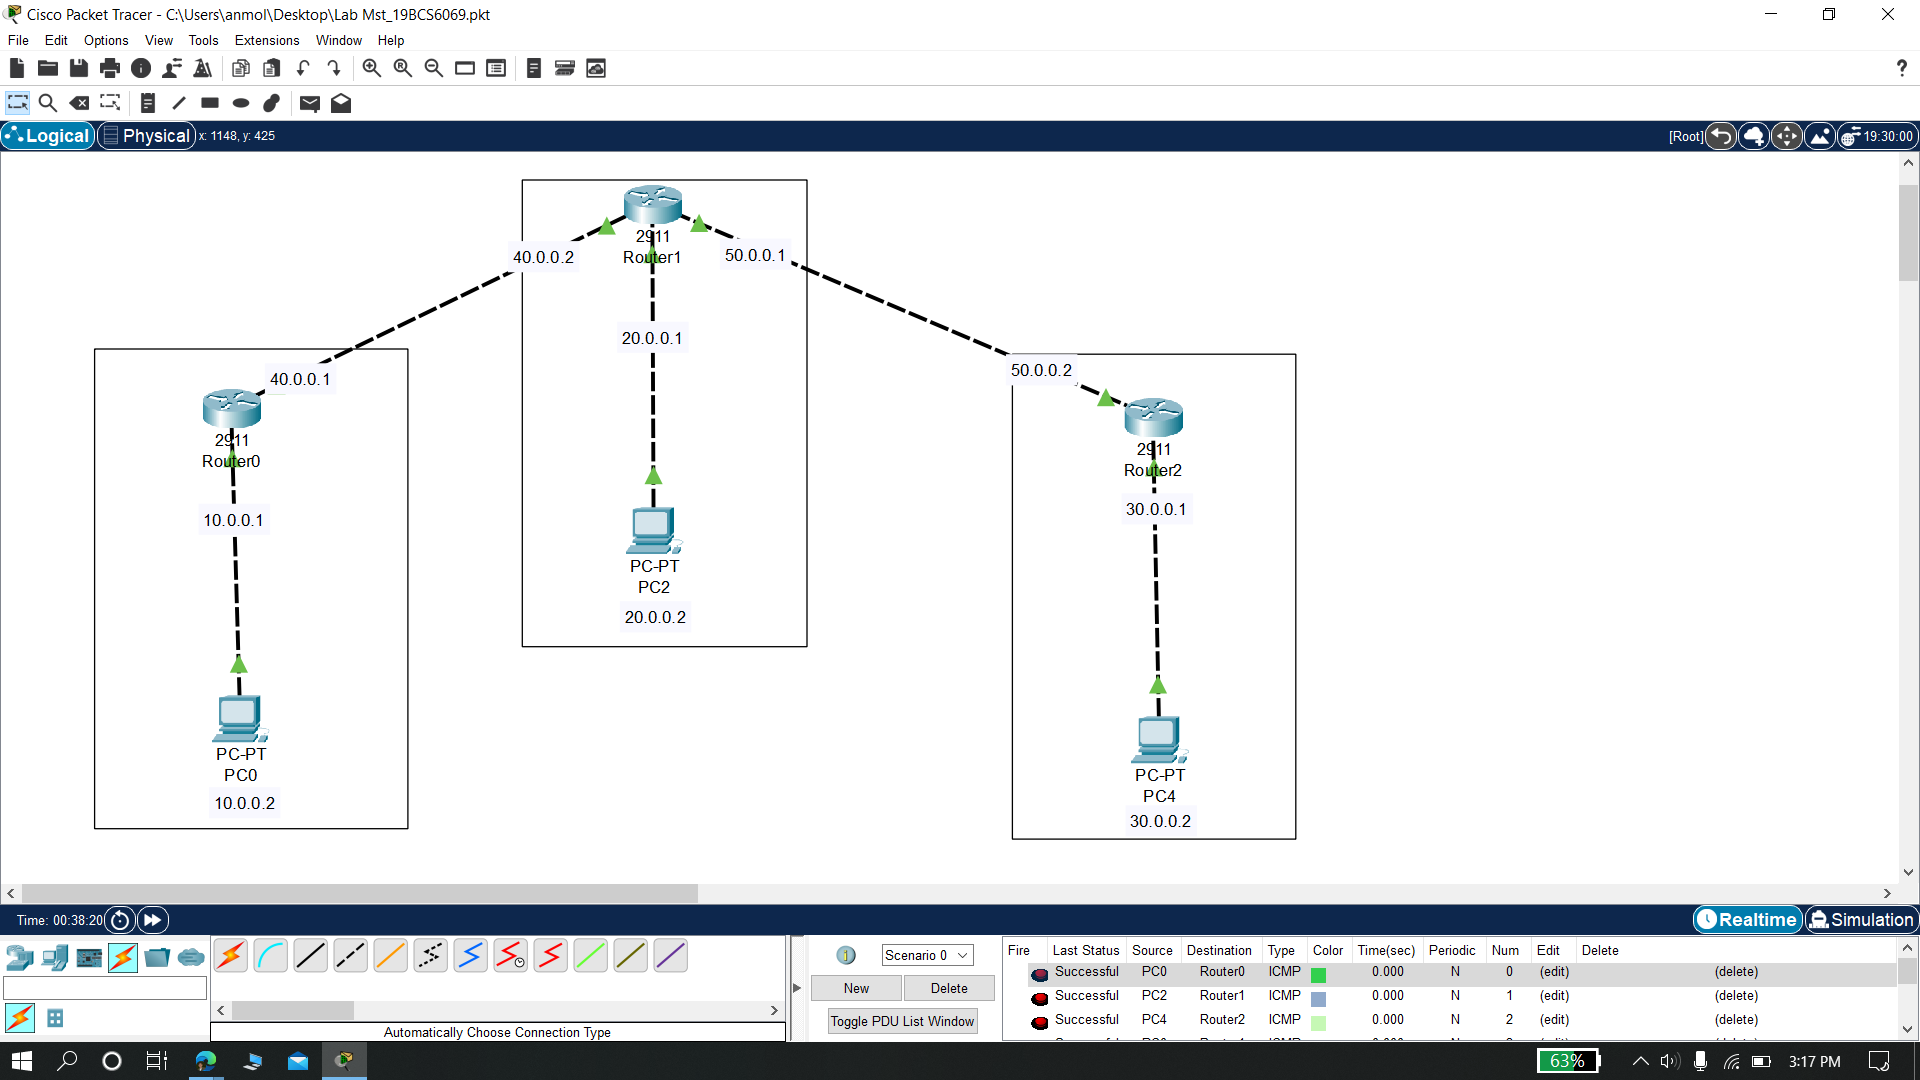 Cisco Packet Tracer - C:\Users\anmol\Desktop\Lab Mst_19BCS6069.pkt
File Edit Options View Tools Extensions Window Help
?
Logical Physical x: 1148, y: 425 [Root] 19:30:00
2911
Router1
40.0.0.2
50.0.0.1
20.0.0.1
PC-PT
PC2
20.0.0.2
40.0.0.1
2911
Router0
10.0.0.1
PC-PT
PC0
10.0.0.2
50.0.0.2
2911
Router2
30.0.0.1
PC-PT
PC4
30.0.0.2
Time: 00:38:20 Realtime Simulation
Automatically Choose Connection Type
Scenario 0
New Delete
Toggle PDU List Window
Fire Last Status Source Destination Type Color Time(sec) Periodic Num Edit Delete
Successful PC0 Router0 ICMP 0.000 N 0 (edit) (delete)
Successful PC2 Router1 ICMP 0.000 N 1 (edit) (delete)
Successful PC4 Router2 ICMP 0.000 N 2 (edit) (delete)
63% 3:17 PM